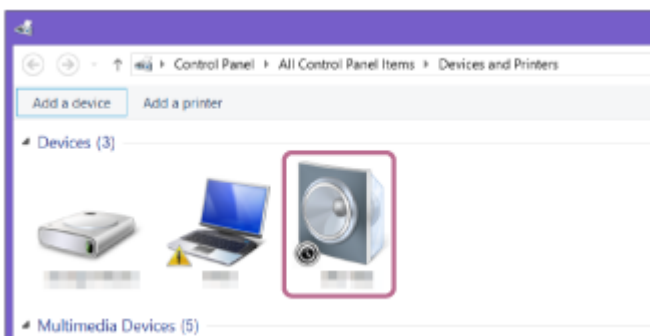 Control Panel All Control Panel Items Devices and Printers
Add a device Add a printer
Devices (3)
Multimedia Devices (5)